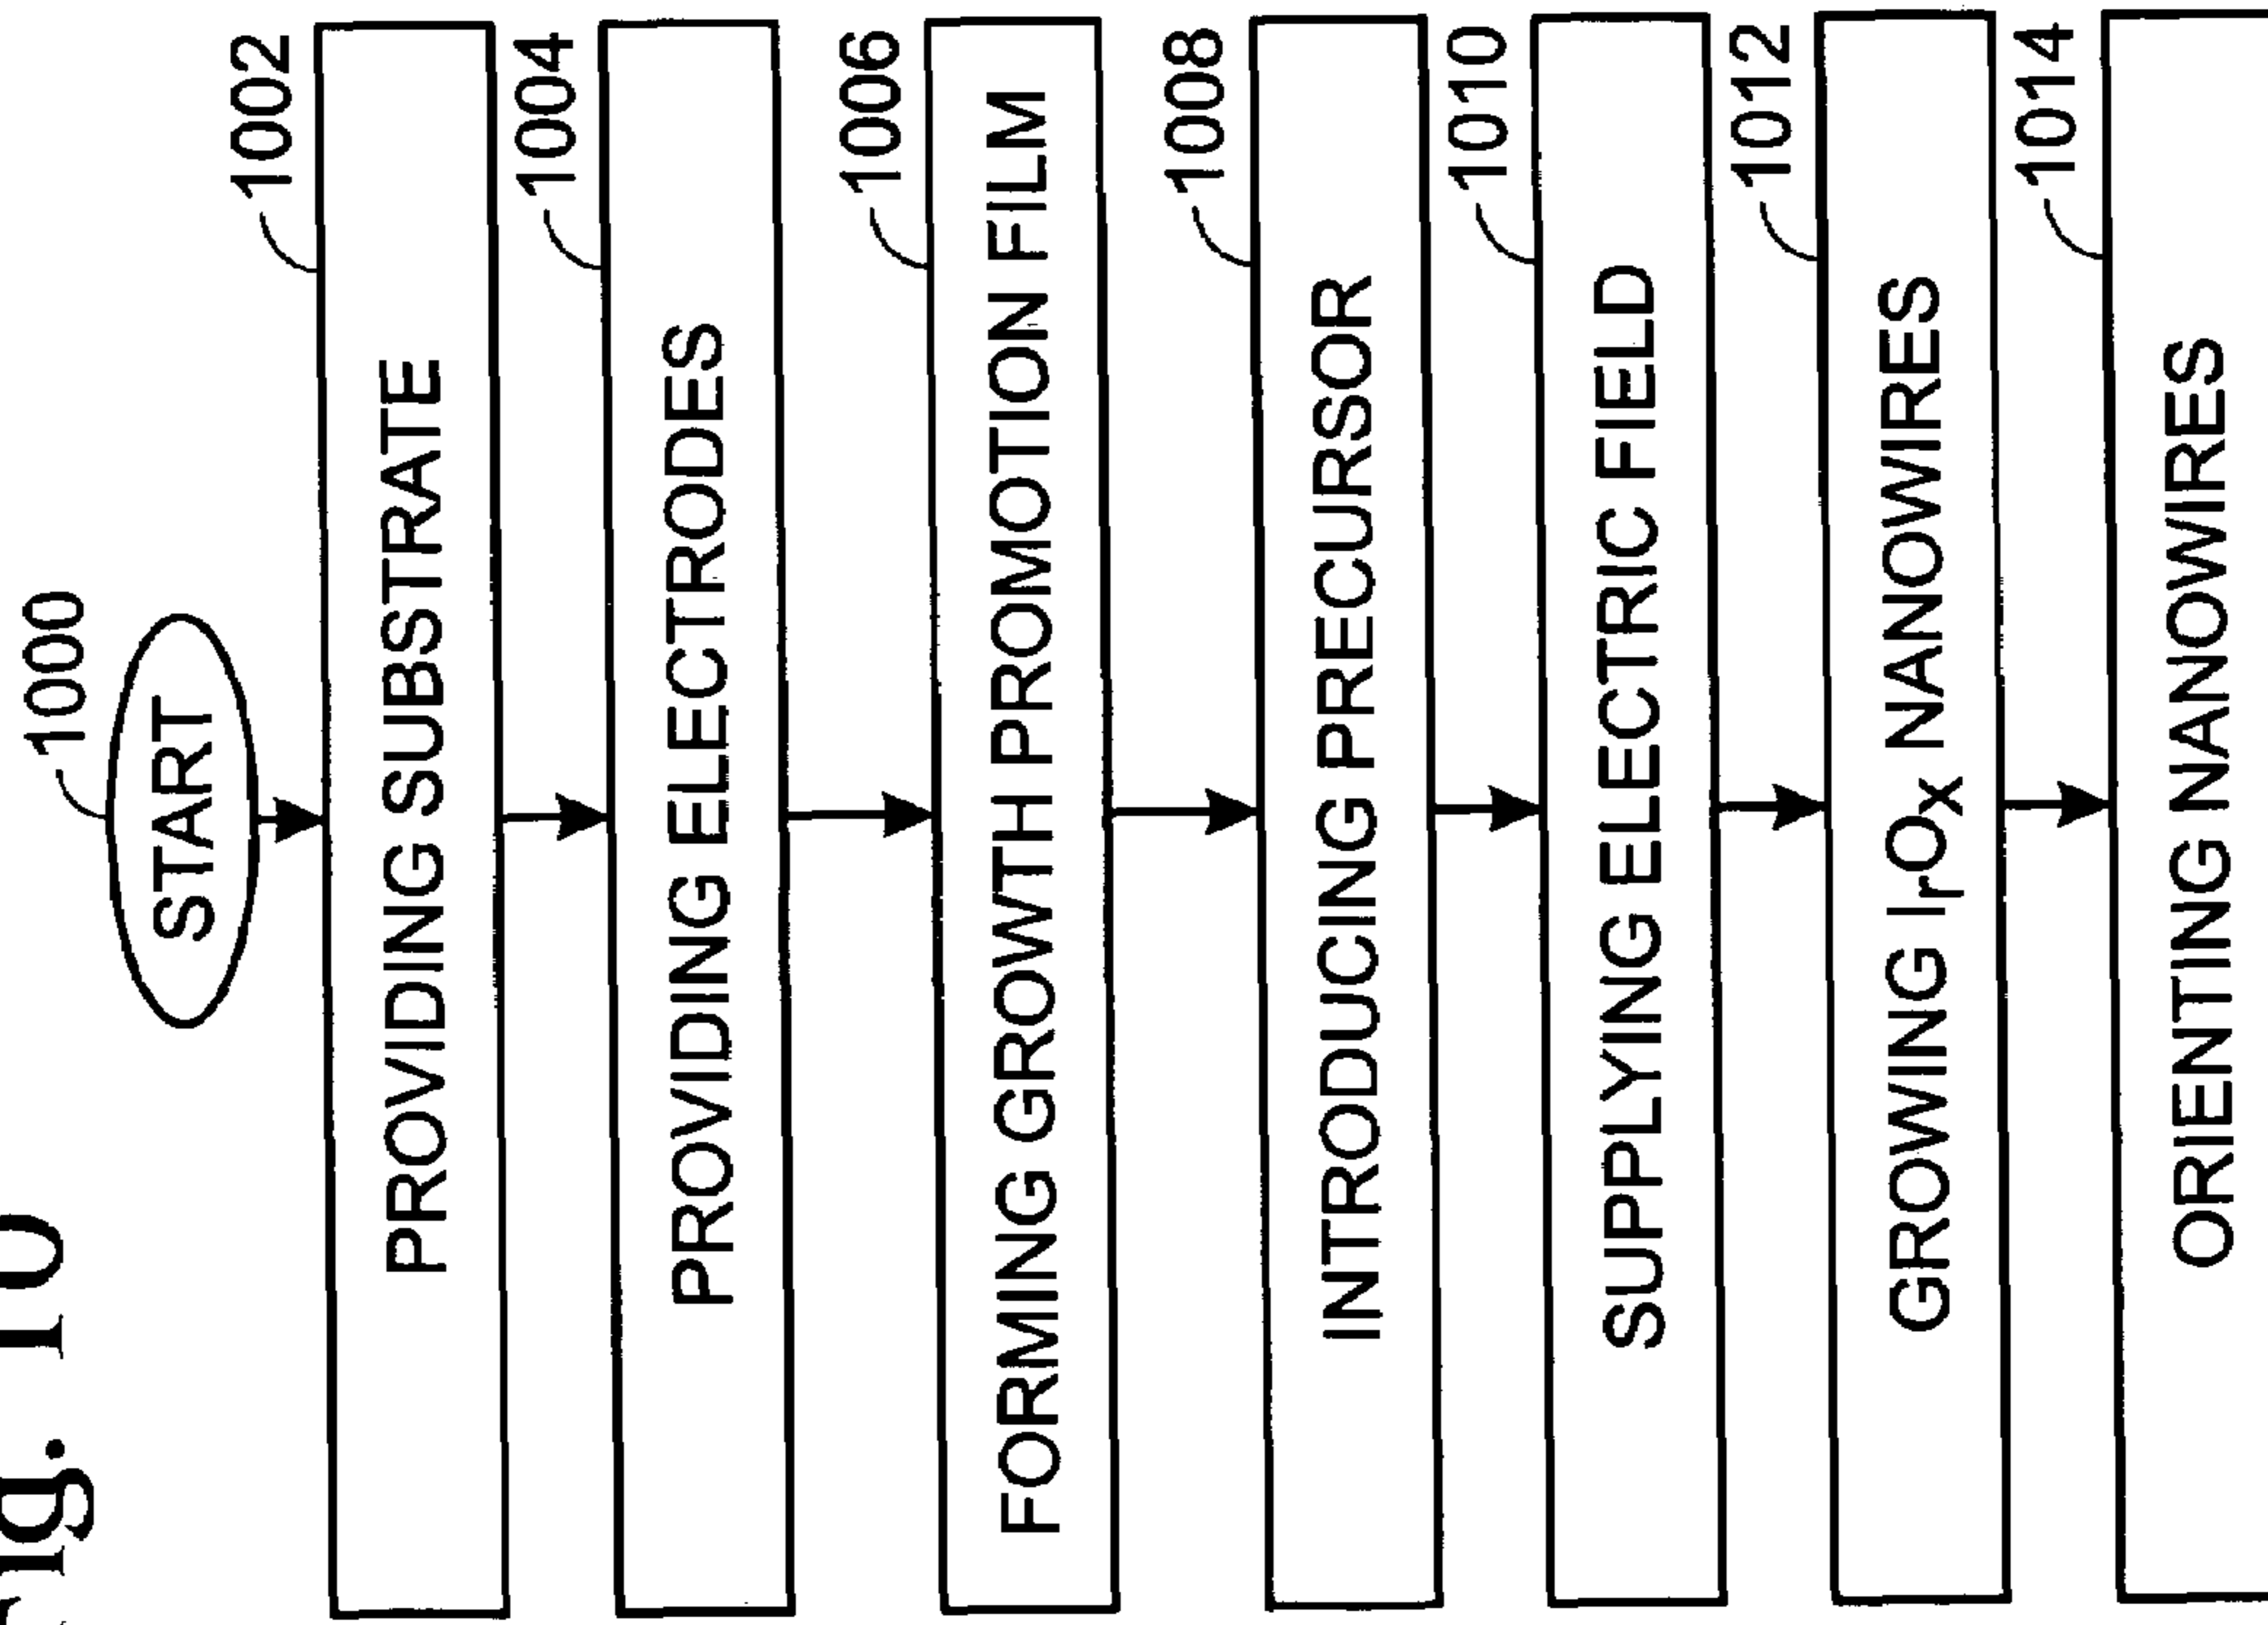 Fig. 10
1000
START
1002
PROVIDING SUBSTRATE
1004
PROVIDING ELECTRODES
1006
FORMING GROWTH PROMOTION FILM
1008
INTRODUCING PRECURSOR
1010
SUPPLYING ELECTRIC FIELD
1012
GROWING IrOx NANOWIRES
1014
ORIENTING NANOWIRES